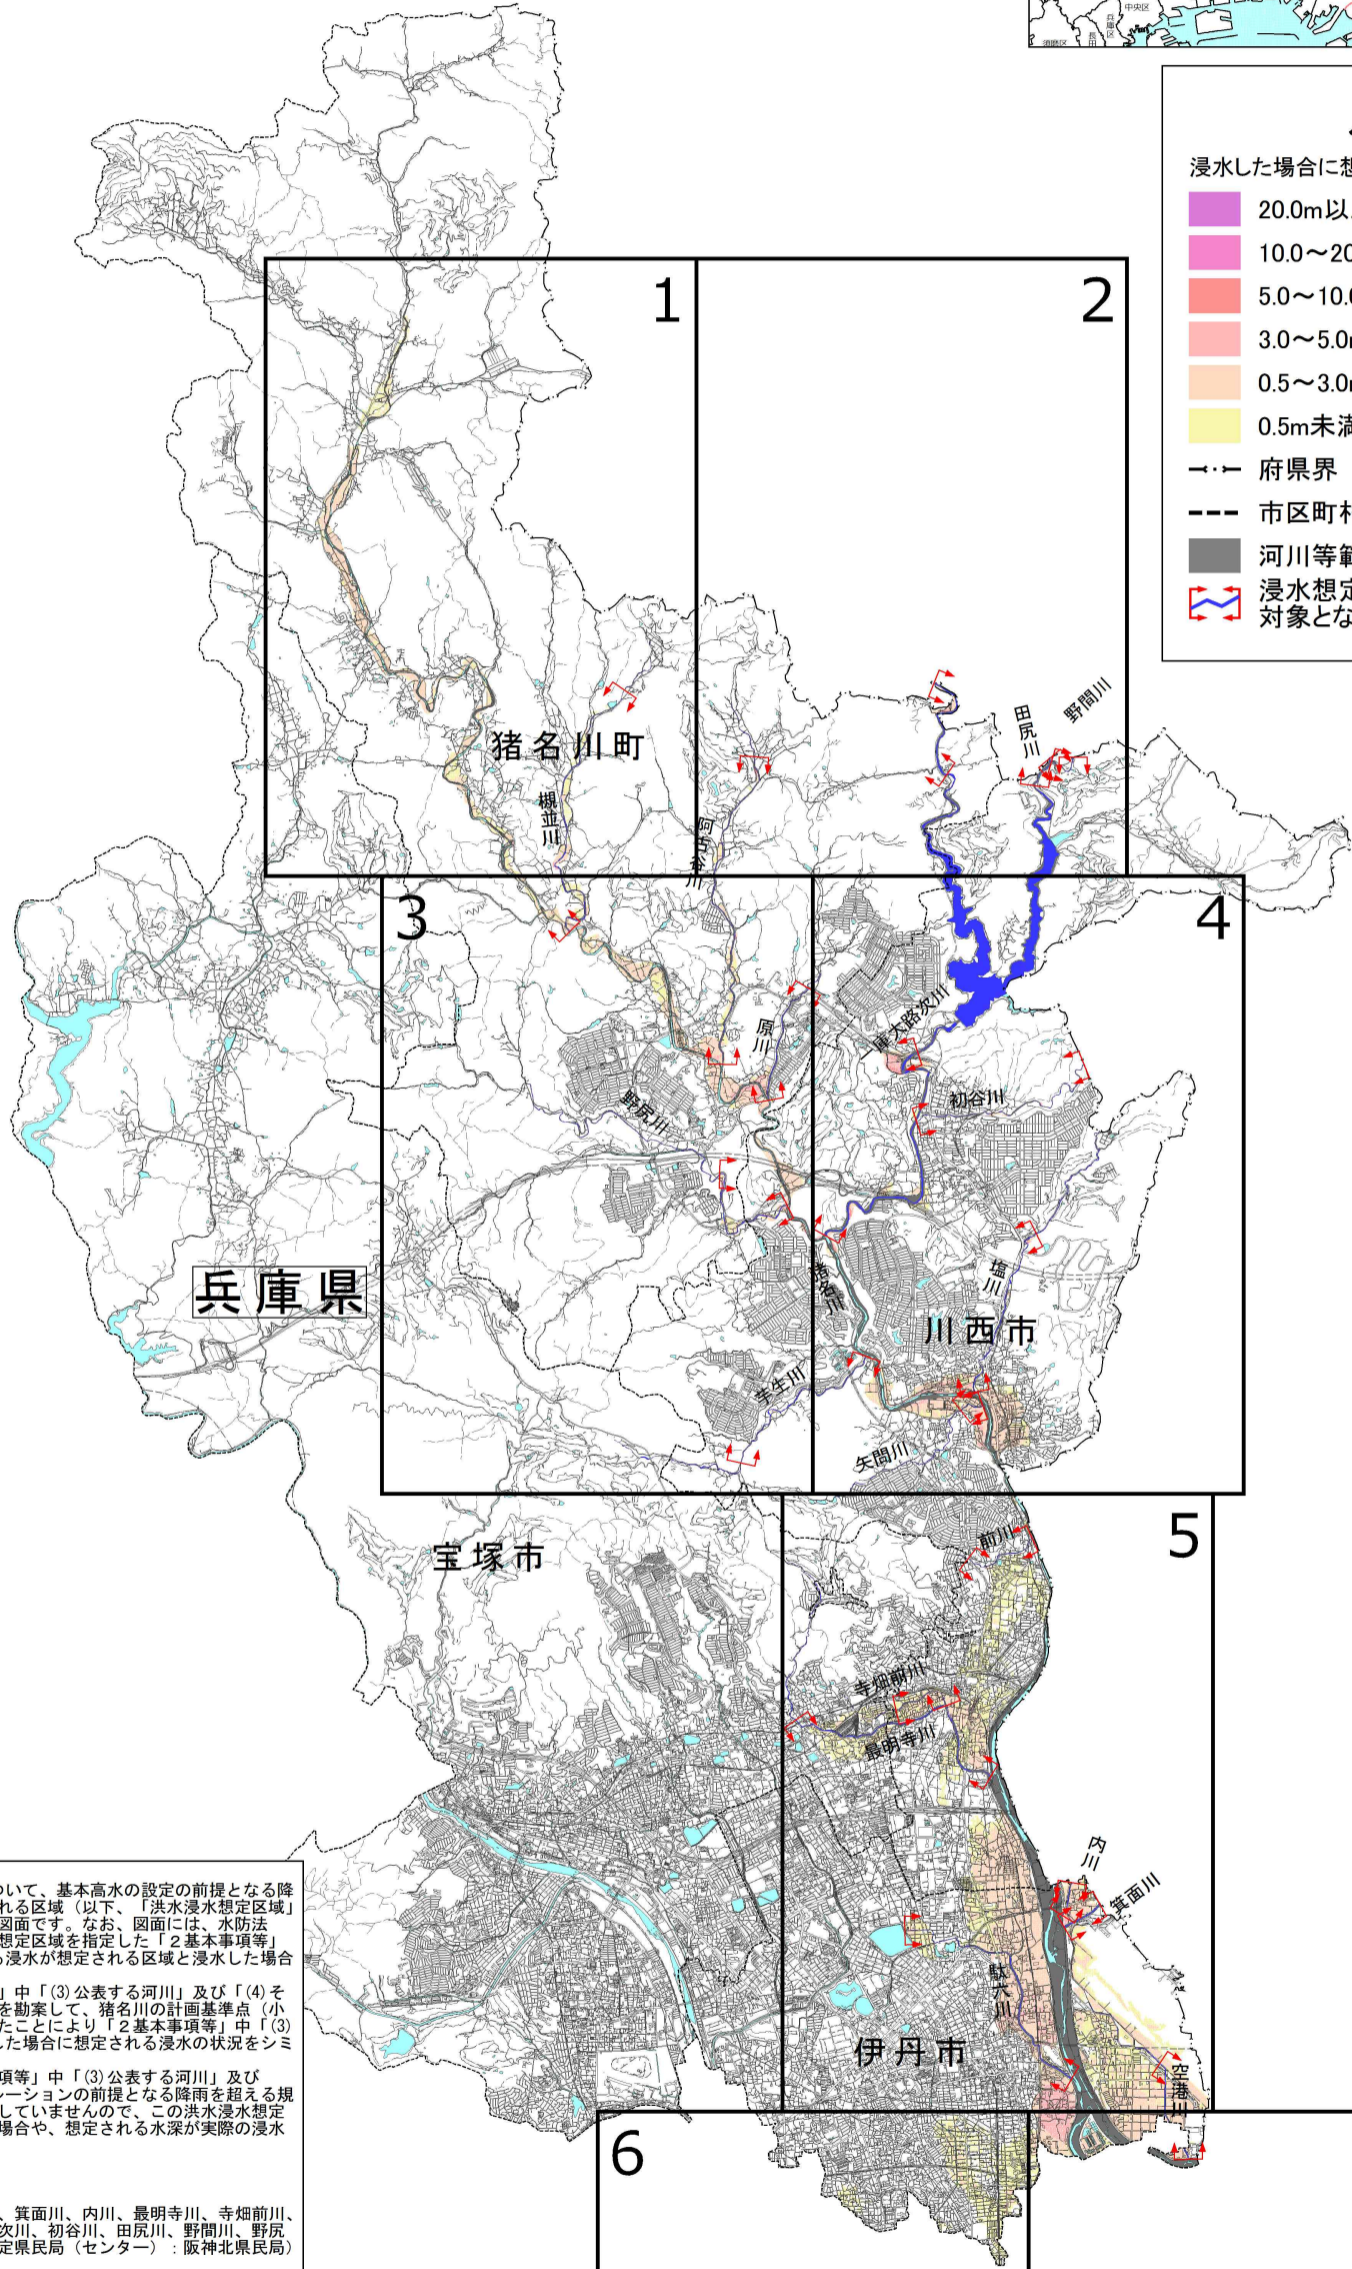 中央区
兵庫区
長田
須磨区
浸水した場合に想
20.0m以
10.0～20
5.0～10.0
3.0～5.0m
0.5～3.0m
0.5m未満
府県界
市区町村
河川等範
浸水想定
対象とな
1
2
猪名川町
槻並川
阿古谷川
田尻川
野間川
3
4
原川
野尻川
一庫大路次川
初谷川
塩川
猪名川
兵庫県
川西市
芋生川
矢問川
宝塚市
5
前川
寺畑前川
最明寺川
内川
箕面川
駄六川
伊丹市
空港川
6
ついて、基本高水の設定の前提となる降
れる区域（以下、「洪水浸水想定区域」
図面です。なお、図面には、水防法
想定区域を指定した「２基本事項等」
る浸水が想定される区域と浸水した場合
」中「(3)公表する河川」及び「(4)そ
を勘案して、猪名川の計画基準点（小
たことにより「２基本事項等」中「(3)
した場合に想定される浸水の状況をシミ
項等」中「(3)公表する河川」及び
レーションの前提となる降雨を超える規
していませんので、この洪水浸水想定
場合や、想定される水深が実際の浸水
、箕面川、内川、最明寺川、寺畑前川、
次川、初谷川、田尻川、野間川、野尻
定県民局（センター）：阪神北県民局）